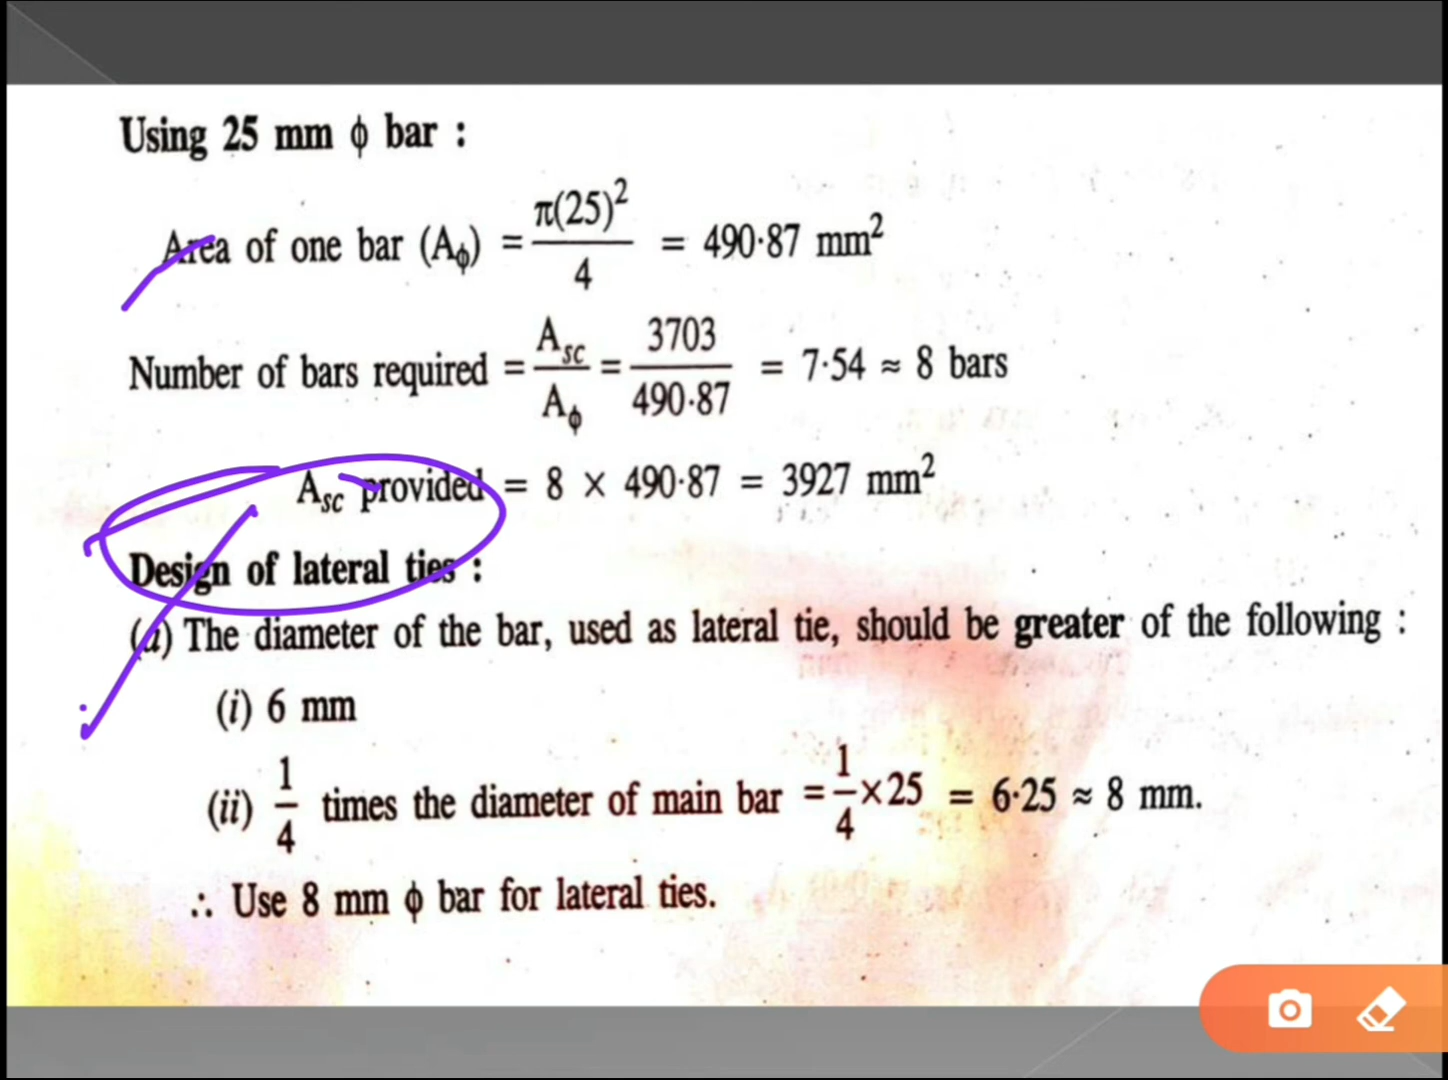 Using 25 mm ϕ bar :
Area of one bar (Aϕ) = π(25)²/4 = 490·87 mm²
Number of bars required = Asc/Aϕ = 3703/490·87 = 7·54 ≈ 8 bars
Asc provided = 8 × 490·87 = 3927 mm²
Design of lateral ties :
(a) The diameter of the bar, used as lateral tie, should be greater of the following :
(i) 6 mm
(ii) 1/4 times the diameter of main bar = 1/4 × 25 = 6·25 ≈ 8 mm.
∴ Use 8 mm ϕ bar for lateral ties.